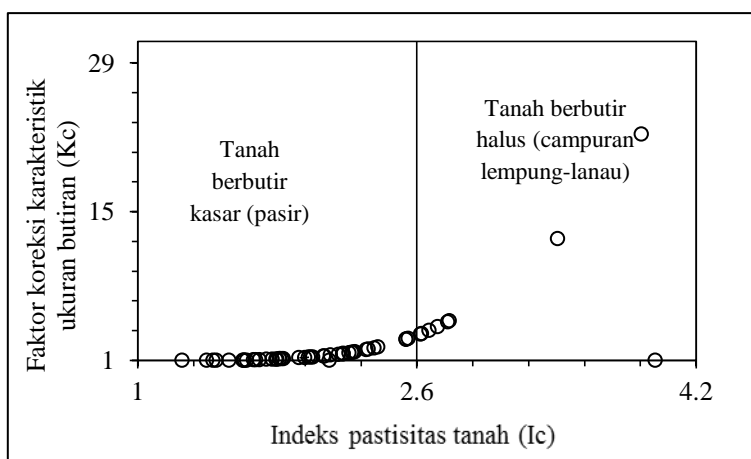 Faktor koreksi karakteristik
ukuran butiran (Kc)
29
15
1
Tanah
berbutir
kasar (pasir)
Tanah berbutir
halus (campuran
lempung-lanau)
1
2.6
4.2
Indeks pastisitas tanah (Ic)